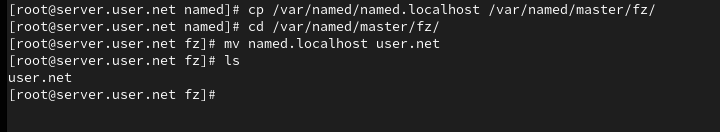 [root@server.user.net named]# cp /var/named/named.localhost /var/named/master/fz/
[root@server.user.net named]# cd /var/named/master/fz/
[root@server.user.net fz]# mv named.localhost user.net
[root@server.user.net fz]# ls
user.net
[root@server.user.net fz]#